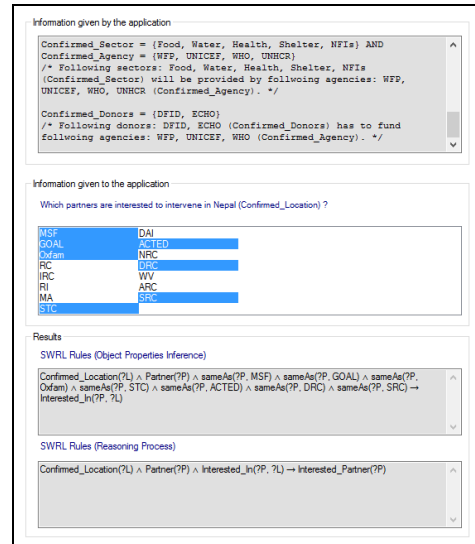 Information given by the application
Confirmed_Sector = {Food, Water, Health, Shelter, NFIs} AND
Confirmed_Agency = {WFP, UNICEF, WHO, UNHCR}
/* Following sectors: Food, Water, Health, Shelter, NFIs
(Confirmed_Sector) will be provided by follwoing agencies: WFP,
UNICEF, WHO, UNHCR (Confirmed_Agency). */
Confirmed_Donors = {DFID, ECHO}
/* Following donors: DFID, ECHO (Confirmed_Donors) has to fund
follwoing agencies: WFP, UNICEF, WHO (Confirmed_Agency). */
Information given to the application
Which partners are interested to intervene in Nepal (Confirmed_Location) ?
MSF DAI
GOAL ACTED
Oxfam NRC
RC DRC
IRC WV
RI ARC
MA SRC
STC
Results
SWRL Rules (Object Properties Inference)
Confirmed_Location(?L) ∧ Partner(?P) ∧ sameAs(?P, MSF) ∧ sameAs(?P, GOAL) ∧ sameAs(?P,
Oxfam) ∧ sameAs(?P, STC) ∧ sameAs(?P, ACTED) ∧ sameAs(?P, DRC) ∧ sameAs(?P, SRC) →
Interested_In(?P, ?L)
SWRL Rules (Reasoning Process)
Confirmed_Location(?L) ∧ Partner(?P) ∧ Interested_In(?P, ?L) → Interested_Partner(?P)